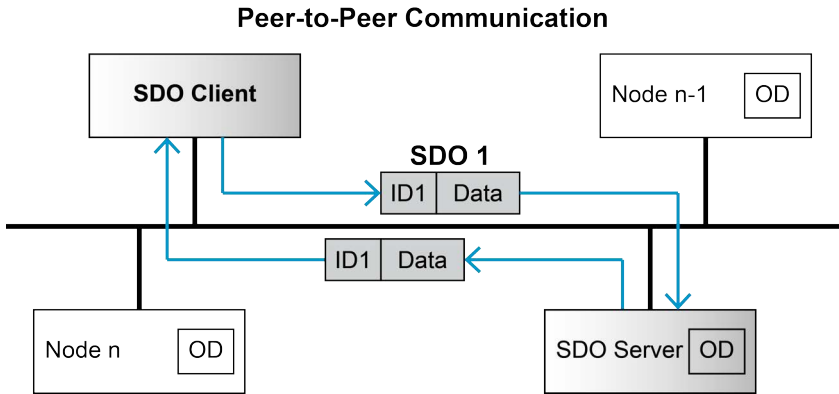 Peer-to-Peer Communication
SDO Client
Node n-1
OD
SDO 1
ID1
Data
ID1
Data
Node n
OD
SDO Server
OD